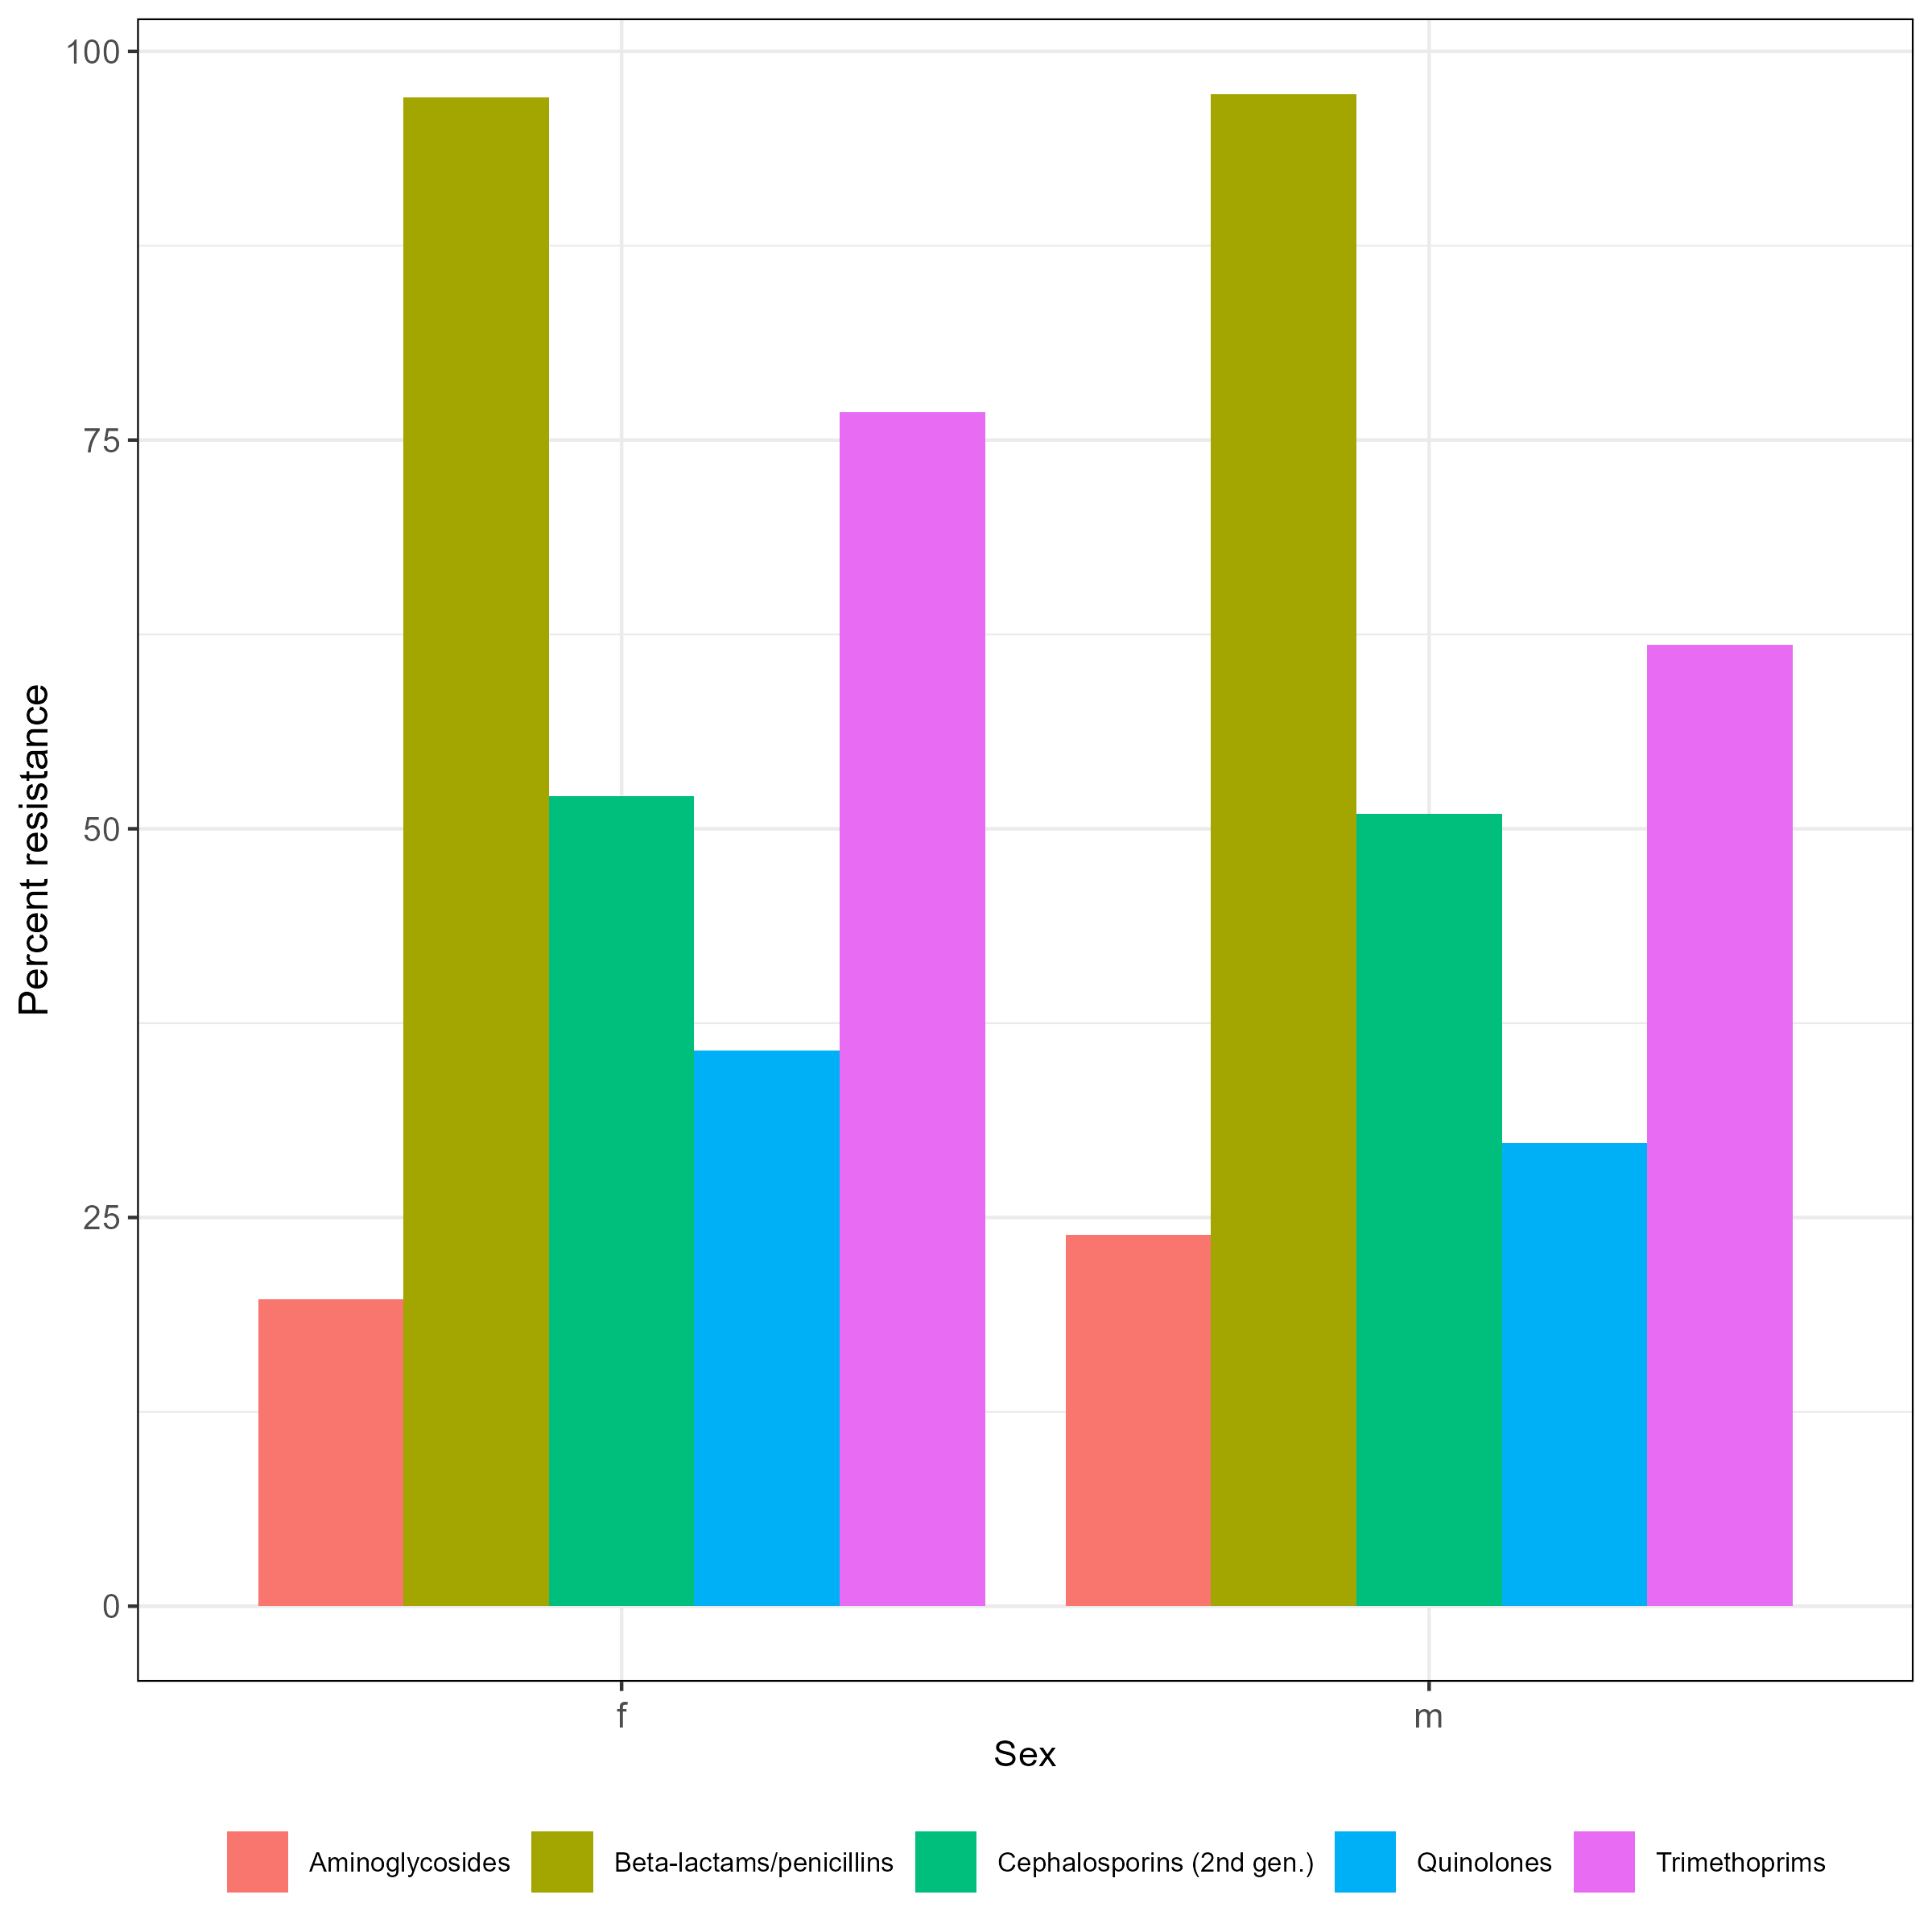 Percent resistance
100
75
50
25
0
f m
Sex
Aminoglycosides Beta-lactams/penicillins Cephalosporins (2nd gen.) Quinolones Trimethoprims